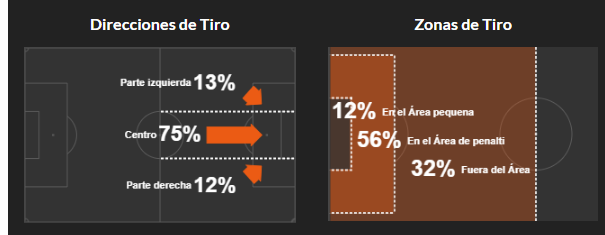 Direcciones de Tiro
Parte izquierda 13%
Centro 75%
Parte derecha 12%
Zonas de Tiro
12% En el Área pequena
56% En el Área de penalti
32% Fuera del Área